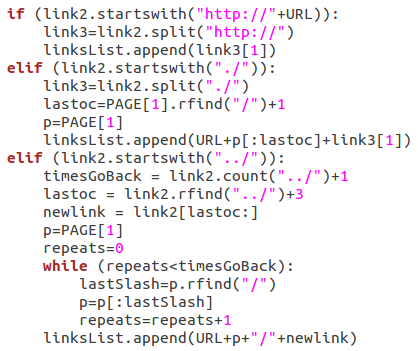 if (link2.startswith("http://"+URL)):
    link3=link2.split("http://")
    linksList.append(link3[1])
elif (link2.startswith("./")):
    link3=link2.split("./")
    lastoc=PAGE[1].rfind("/")+1
    p=PAGE[1]
    linksList.append(URL+p[:lastoc]+link3[1])
elif (link2.startswith("../")):
    timesGoBack = link2.count("../")+1
    lastoc = link2.rfind("../")+3
    newlink = link2[lastoc:]
    p=PAGE[1]
    repeats=0
    while (repeats<timesGoBack):
        lastSlash=p.rfind("/")
        p=p[:lastSlash]
        repeats=repeats+1
    linksList.append(URL+p+"/"+newlink)